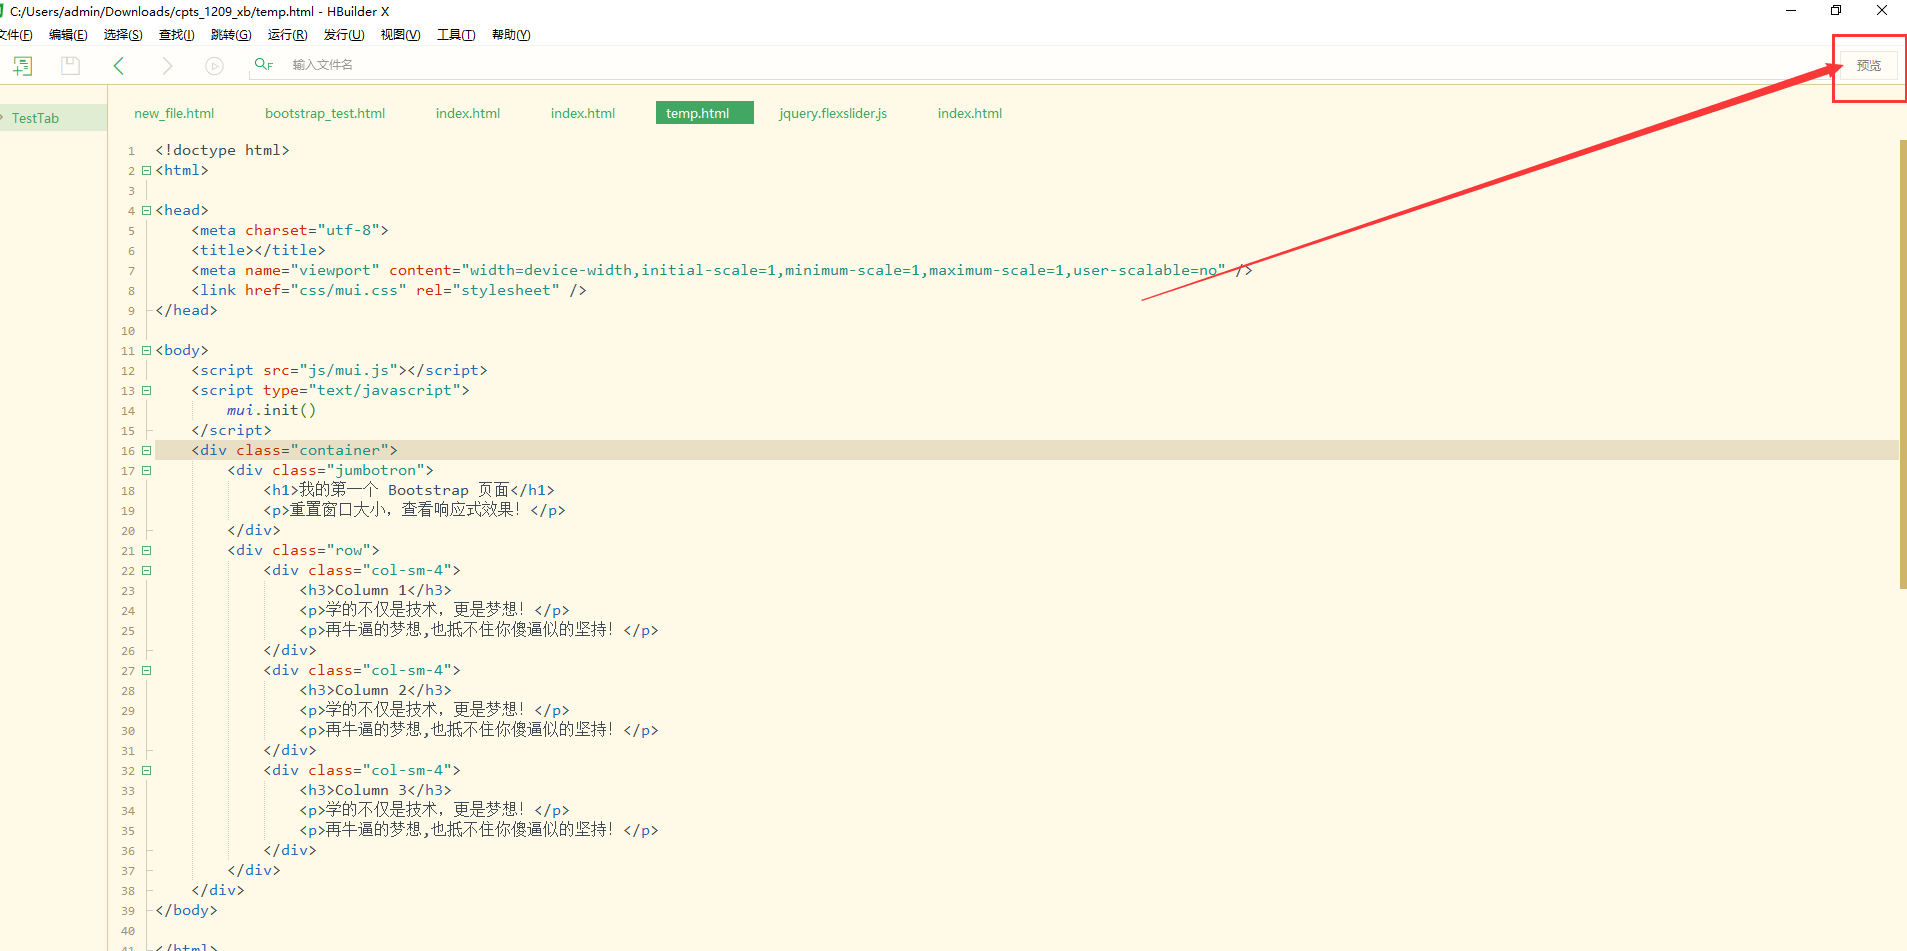 C:/Users/admin/Downloads/cpts_1209_xb/temp.html - HBuilder X
文件(F) 编辑(E) 选择(S) 查找(I) 跳转(G) 运行(R) 发行(U) 视图(V) 工具(T) 帮助(Y)
F 输入文件名 预览
TestTab
new_file.html bootstrap_test.html index.html index.html temp.html jquery.flexslider.js index.html
1 <!doctype html>
2 <html>
3
4 <head>
5 <meta charset="utf-8">
6 <title></title>
7 <meta name="viewport" content="width=device-width,initial-scale=1,minimum-scale=1,maximum-scale=1,user-scalable=no" />
8 <link href="css/mui.css" rel="stylesheet" />
9 </head>
10
11 <body>
12 <script src="js/mui.js"></script>
13 <script type="text/javascript">
14 mui.init()
15 </script>
16 <div class="container">
17 <div class="jumbotron">
18 <h1>我的第一个 Bootstrap 页面</h1>
19 <p>重置窗口大小，查看响应式效果！</p>
20 </div>
21 <div class="row">
22 <div class="col-sm-4">
23 <h3>Column 1</h3>
24 <p>学的不仅是技术，更是梦想！</p>
25 <p>再牛逼的梦想,也抵不住你傻逼似的坚持！</p>
26 </div>
27 <div class="col-sm-4">
28 <h3>Column 2</h3>
29 <p>学的不仅是技术，更是梦想！</p>
30 <p>再牛逼的梦想,也抵不住你傻逼似的坚持！</p>
31 </div>
32 <div class="col-sm-4">
33 <h3>Column 3</h3>
34 <p>学的不仅是技术，更是梦想！</p>
35 <p>再牛逼的梦想,也抵不住你傻逼似的坚持！</p>
36 </div>
37 </div>
38 </div>
39 </body>
40
41 </html>